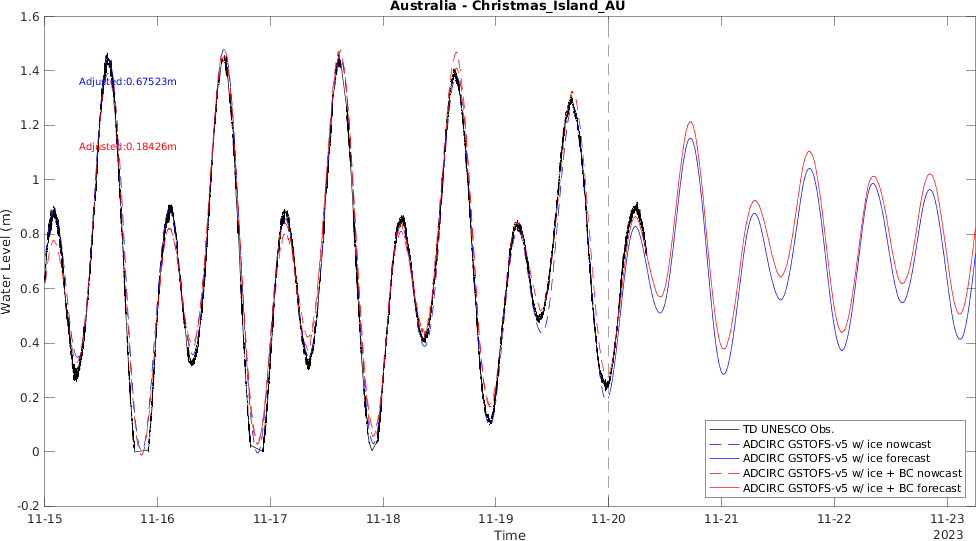 Australia - Christmas_Island_AU
1.6
1.4
1.2
1
0.8
0.6
0.4
0.2
0
-0.2
Water Level (m)
Adjusted:0.67523m
Adjusted:0.18426m
TD UNESCO Obs.
ADCIRC GSTOFS-v5 w/ ice nowcast
ADCIRC GSTOFS-v5 w/ ice forecast
ADCIRC GSTOFS-v5 w/ ice + BC nowcast
ADCIRC GSTOFS-v5 w/ ice + BC forecast
11-15 11-16 11-17 11-18 11-19 11-20 11-21 11-22 11-23
Time
2023